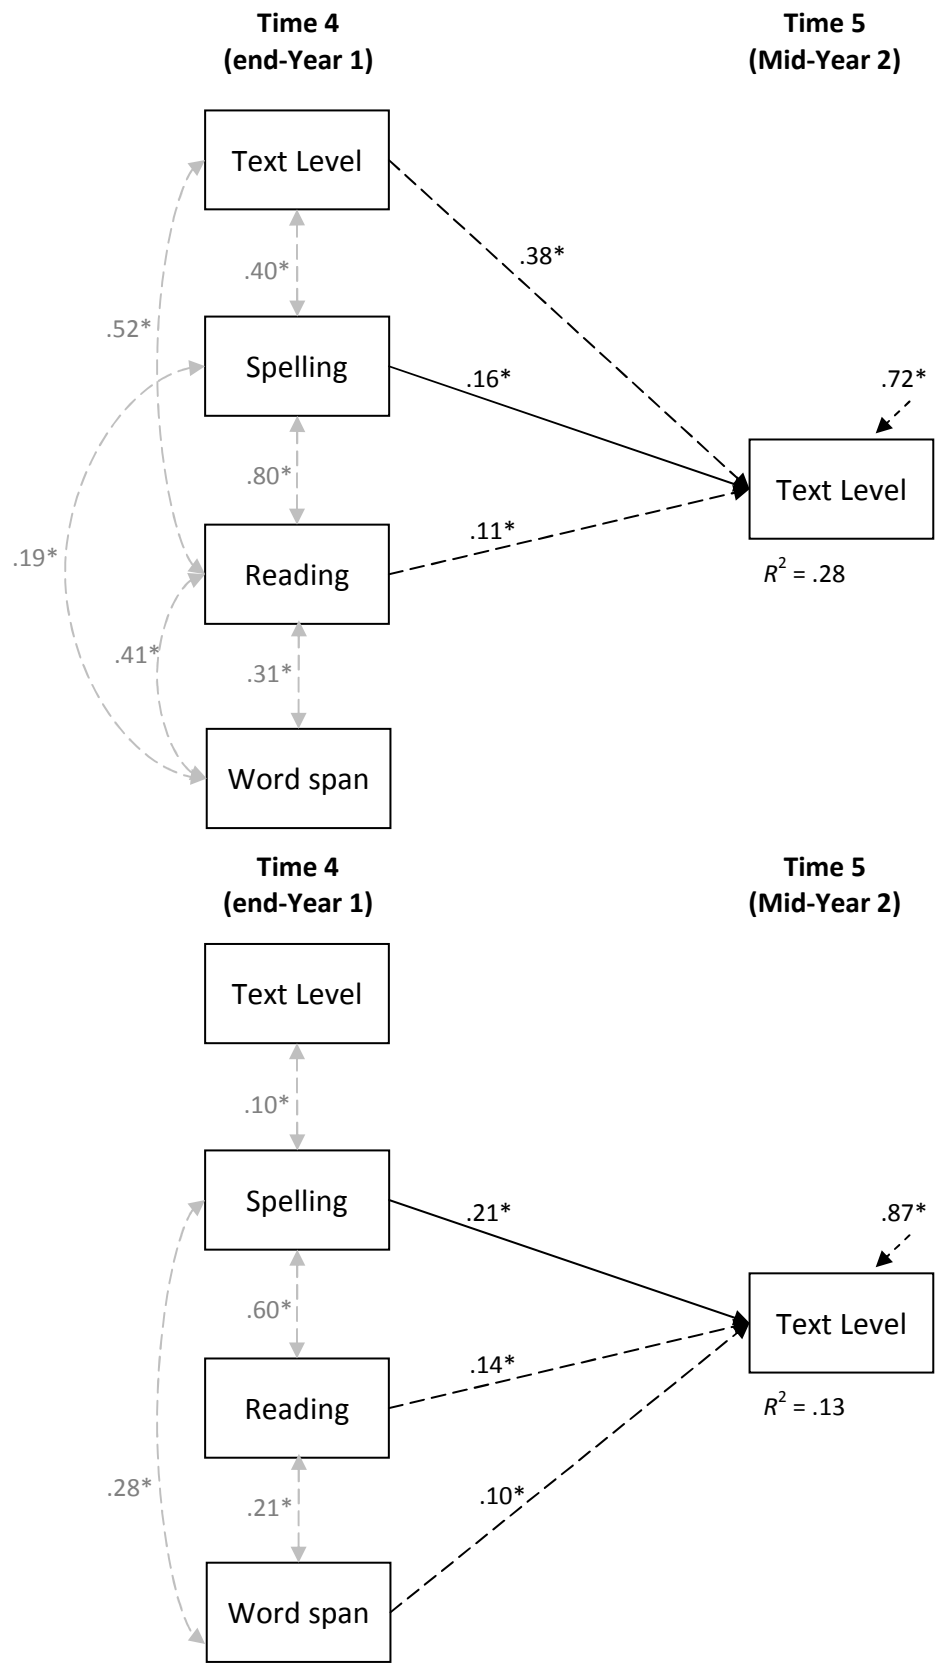 Time 4
(end-Year 1)
Time 5
(Mid-Year 2)
Text Level
.38*
.40*
.52*
Spelling
.16*
.72*
.80*
Text Level
.11*
.19*
Reading
R² = .28
.41*
.31*
Word span
Time 4
(end-Year 1)
Time 5
(Mid-Year 2)
Text Level
.10*
Spelling
.21*
.87*
.60*
Text Level
.14*
Reading
R² = .13
.28*
.21*
.10*
Word span